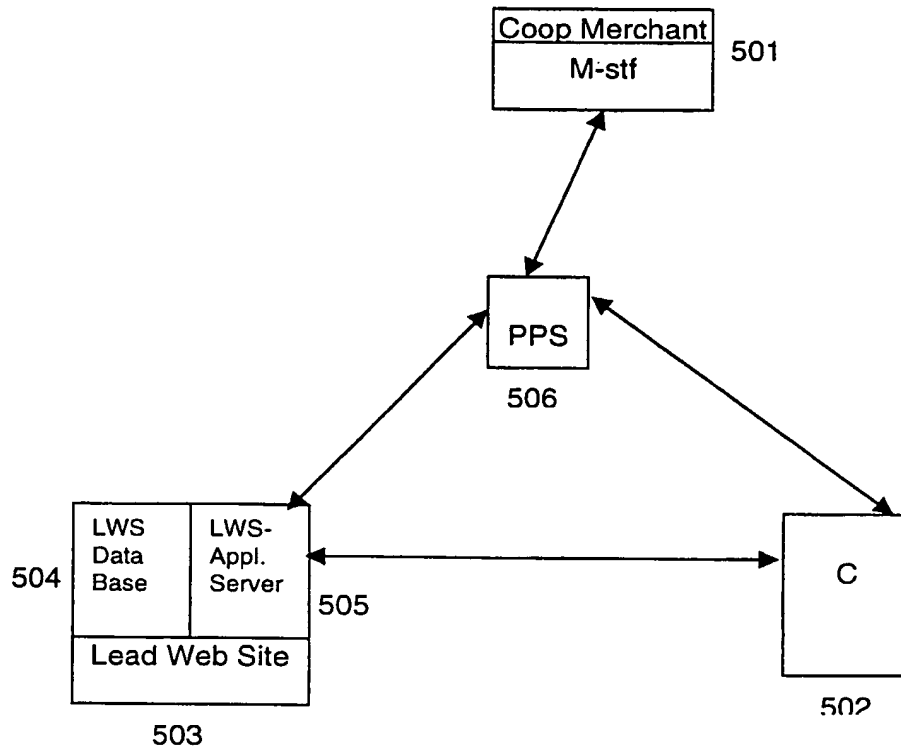 Coop Merchant
501
M-stf
PPS
506
LWS
Data
Base
LWS-
Appl.
Server
504
505
Lead Web Site
503
C
502